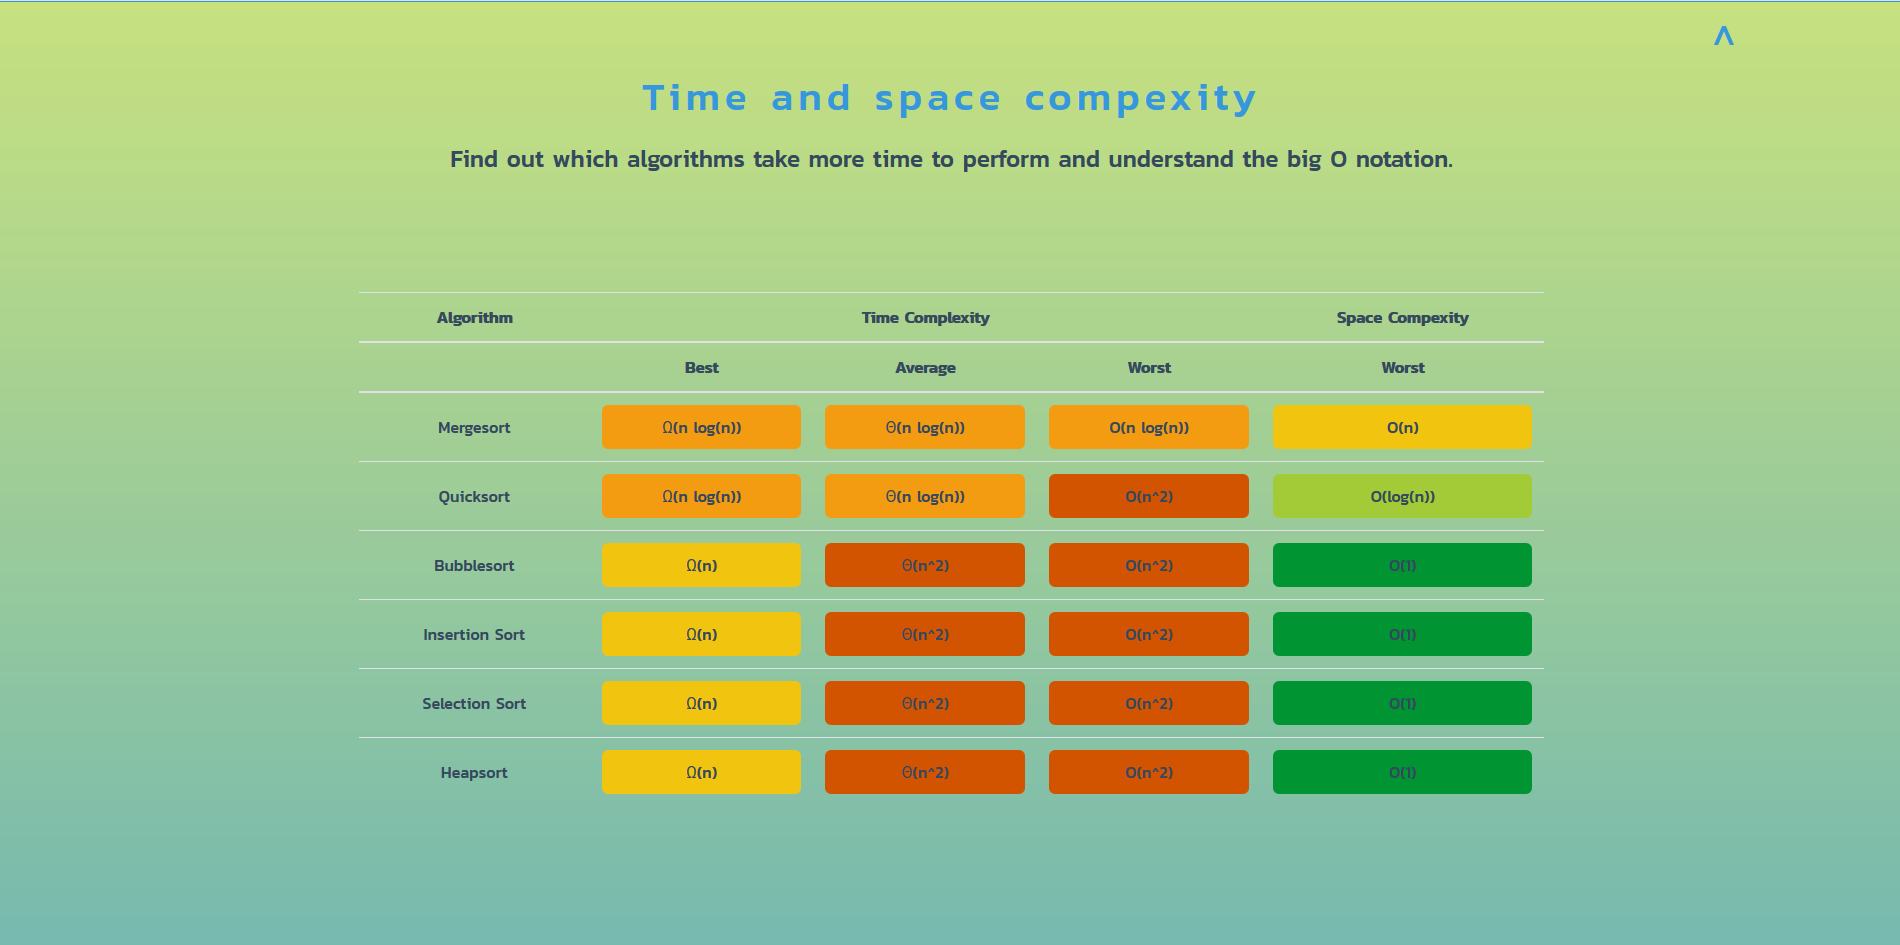 ^
Time and space compexity
Find out which algorithms take more time to perform and understand the big O notation.
Algorithm Time Complexity Space Compexity
Best Average Worst Worst
Mergesort Ω(n log(n)) Θ(n log(n)) O(n log(n)) O(n)
Quicksort Ω(n log(n)) Θ(n log(n)) O(n^2) O(log(n))
Bubblesort Ω(n) Θ(n^2) O(n^2) O(1)
Insertion Sort Ω(n) Θ(n^2) O(n^2) O(1)
Selection Sort Ω(n) Θ(n^2) O(n^2) O(1)
Heapsort Ω(n) Θ(n^2) O(n^2) O(1)